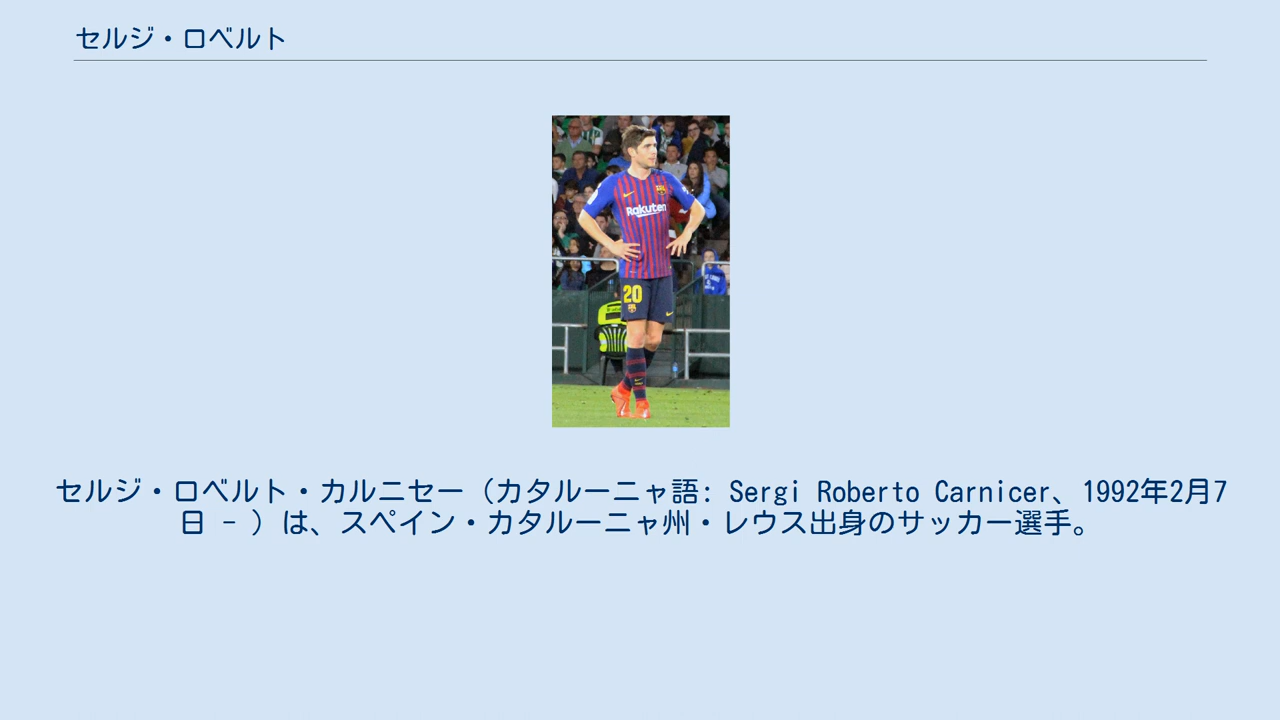 セルジ・ロベルト
Rakuten
20
セルジ・ロベルト・カルニセー（カタルーニャ語: Sergi Roberto Carnicer、1992年2月7
日 - ）は、スペイン・カタルーニャ州・レウス出身のサッカー選手。